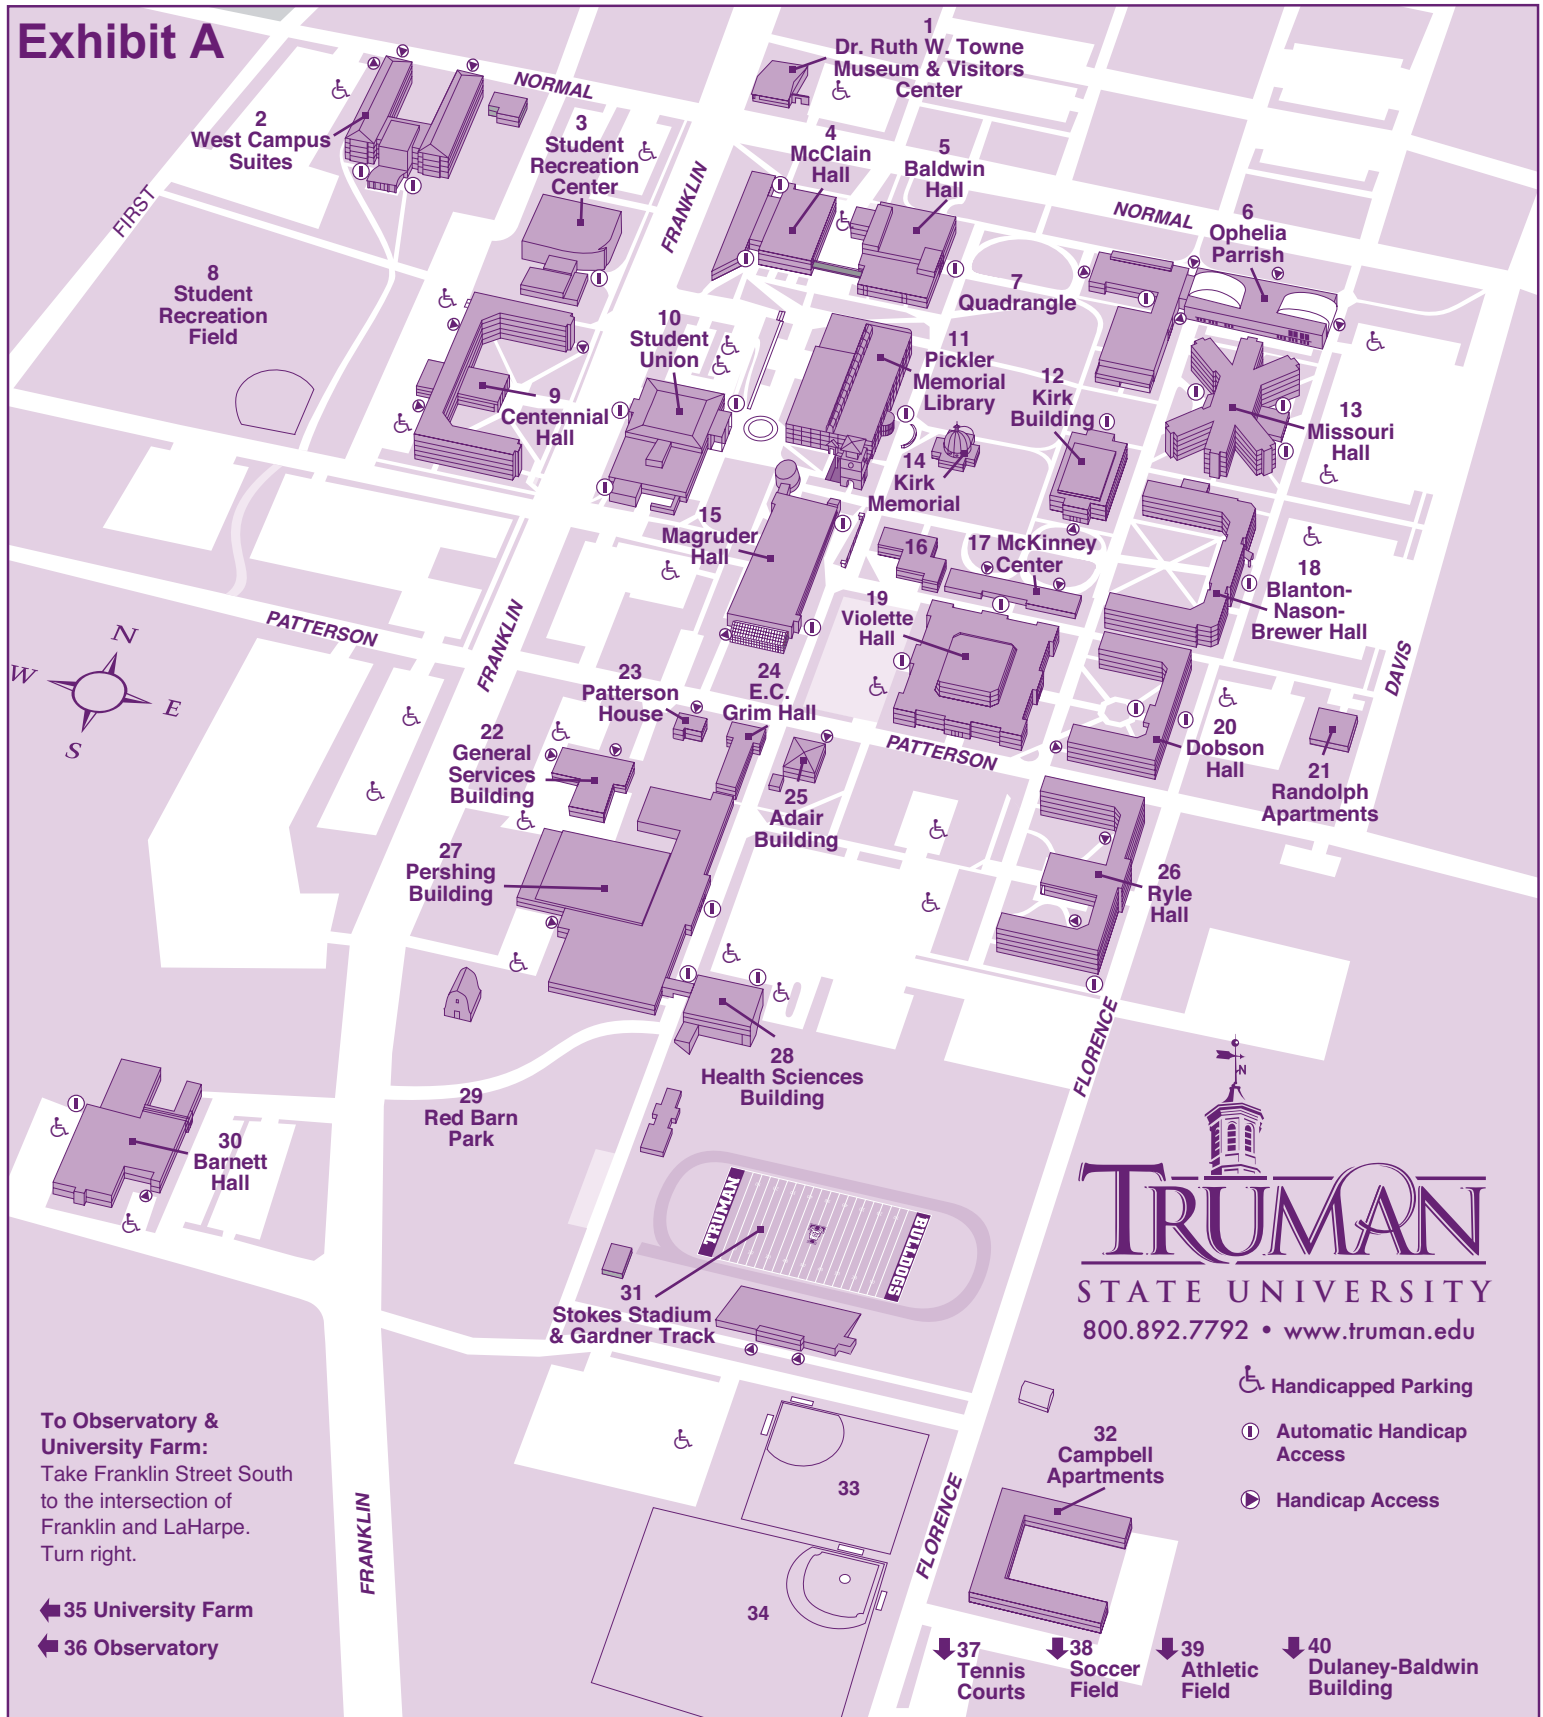 Exhibit A
1
Dr. Ruth W. Towne
Museum & Visitors
Center
NORMAL
2
West Campus
Suites
3
Student
Recreation
Center
4
McClain
Hall
5
Baldwin
Hall
FIRST
FRANKLIN
NORMAL
6
Ophelia
Parrish
7
Quadrangle
8
Student
Recreation
Field
9
Centennial
Hall
10
Student
Union
11
Pickler
Memorial
Library
12
Kirk
Building
13
Missouri
Hall
14
Kirk
Memorial
15
Magruder
Hall
16
17 McKinney
Center
18
Blanton-
Nason-
Brewer Hall
19
Violette
Hall
PATTERSON
FRANKLIN
DAVIS
N
W
E
S
20
Dobson
Hall
21
Randolph
Apartments
22
General
Services
Building
23
Patterson
House
24
E.C.
Grim Hall
PATTERSON
25
Adair
Building
26
Ryle
Hall
27
Pershing
Building
28
Health Sciences
Building
FLORENCE
29
Red Barn
Park
30
Barnett
Hall
TRUMAN
BULLDOGS
31
Stokes Stadium
& Gardner Track
N
TRUMAN
STATE UNIVERSITY
800.892.7792 • www.truman.edu
Handicapped Parking
Automatic Handicap
Access
Handicap Access
32
Campbell
Apartments
33
34
FLORENCE
FRANKLIN
To Observatory &
University Farm:
Take Franklin Street South
to the intersection of
Franklin and LaHarpe.
Turn right.
35 University Farm
36 Observatory
37
Tennis
Courts
38
Soccer
Field
39
Athletic
Field
40
Dulaney-Baldwin
Building